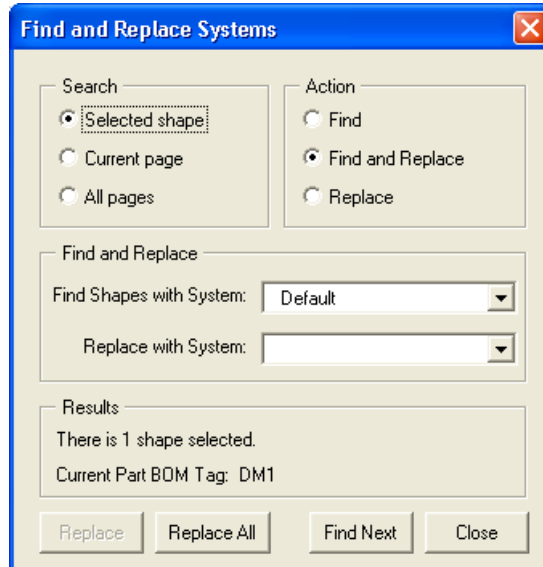 Find and Replace Systems
Search
Action
Selected shape
Find
Current page
Find and Replace
All pages
Replace
Find and Replace
Find Shapes with System: Default
Replace with System:
Results
There is 1 shape selected.
Current Part BOM Tag: DM1
Replace Replace All Find Next Close